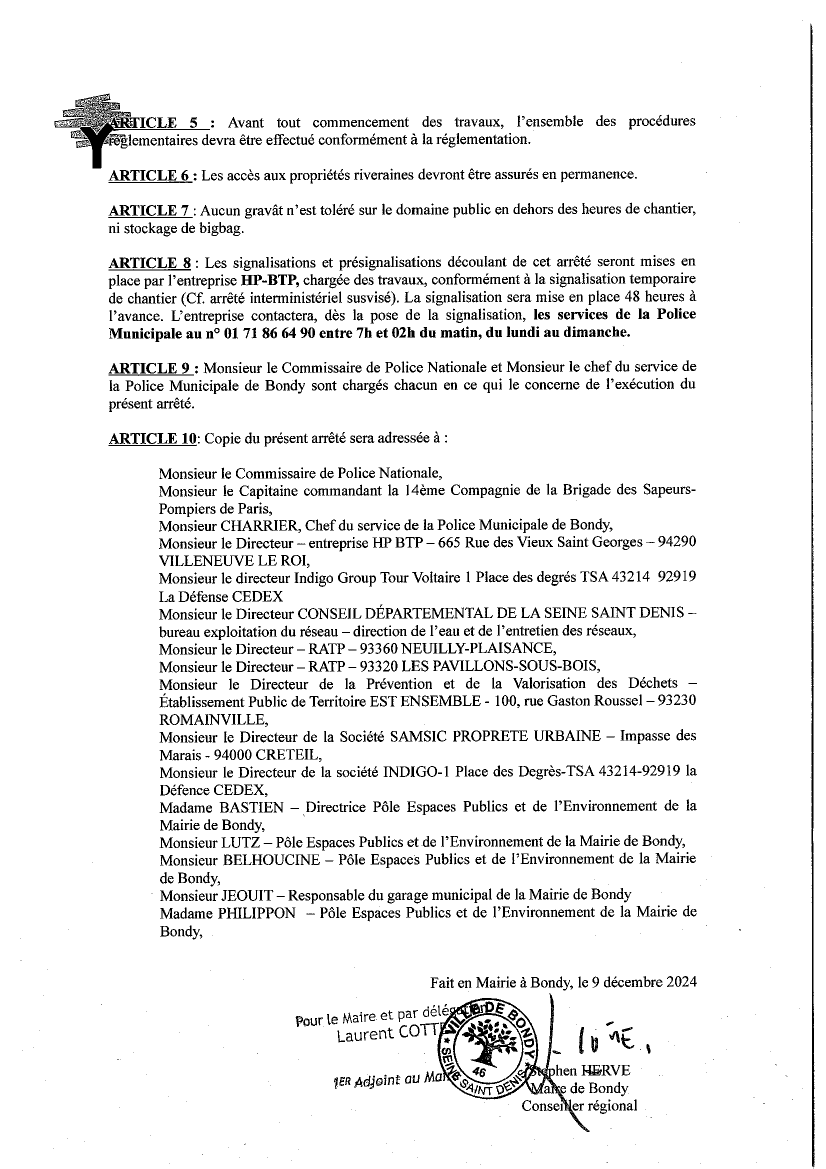 ARTICLE 5 : Avant tout commencement des travaux, l'ensemble des procédures
réglementaires devra être effectué conformément à la réglementation.
ARTICLE 6 : Les accès aux propriétés riveraines devront être assurés en permanence.
ARTICLE 7 : Aucun gravât n'est toléré sur le domaine public en dehors des heures de chantier,
ni stockage de bigbag.
ARTICLE 8 : Les signalisations et présignalisations découlant de cet arrêté seront mises en
place par l'entreprise HP-BTP, chargée des travaux, conformément à la signalisation temporaire
de chantier (Cf. arrêté interministériel susvisé). La signalisation sera mise en place 48 heures à
l'avance. L'entreprise contactera, dès la pose de la signalisation, les services de la Police
Municipale au n° 01 71 86 64 90 entre 7h et 02h du matin, du lundi au dimanche.
ARTICLE 9 : Monsieur le Commissaire de Police Nationale et Monsieur le chef du service de
la Police Municipale de Bondy sont chargés chacun en ce qui le concerne de l'exécution du
présent arrêté.
ARTICLE 10: Copie du présent arrêté sera adressée à :
Monsieur le Commissaire de Police Nationale,
Monsieur le Capitaine commandant la 14ème Compagnie de la Brigade des Sapeurs-
Pompiers de Paris,
Monsieur CHARRIER, Chef du service de la Police Municipale de Bondy,
Monsieur le Directeur – entreprise HP BTP – 665 Rue des Vieux Saint Georges – 94290
VILLENEUVE LE ROI,
Monsieur le directeur Indigo Group Tour Voltaire 1 Place des degrés TSA 43214 92919
La Défense CEDEX
Monsieur le Directeur CONSEIL DÉPARTEMENTAL DE LA SEINE SAINT DENIS –
bureau exploitation du réseau – direction de l'eau et de l'entretien des réseaux,
Monsieur le Directeur – RATP – 93360 NEUILLY-PLAISANCE,
Monsieur le Directeur – RATP – 93320 LES PAVILLONS-SOUS-BOIS,
Monsieur le Directeur de la Prévention et de la Valorisation des Déchets –
Établissement Public de Territoire EST ENSEMBLE - 100, rue Gaston Roussel – 93230
ROMAINVILLE,
Monsieur le Directeur de la Société SAMSIC PROPRETE URBAINE – Impasse des
Marais - 94000 CRETEIL,
Monsieur le Directeur de la société INDIGO-1 Place des Degrès-TSA 43214-92919 la
Défence CEDEX,
Madame BASTIEN – Directrice Pôle Espaces Publics et de l'Environnement de la
Mairie de Bondy,
Monsieur LUTZ – Pôle Espaces Publics et de l'Environnement de la Mairie de Bondy,
Monsieur BELHOUCINE – Pôle Espaces Publics et de l'Environnement de la Mairie
de Bondy,
Monsieur JEOUIT – Responsable du garage municipal de la Mairie de Bondy
Madame PHILIPPON – Pôle Espaces Publics et de l'Environnement de la Mairie de
Bondy,
Fait en Mairie à Bondy, le 9 décembre 2024
Pour le Maire et par délégation
Laurent
1ER Adjoint au Maire
VILLE DE BONDY
46
SEINE SAINT DENIS
Stephen HERVE
Maire de Bondy
Conseiller régional